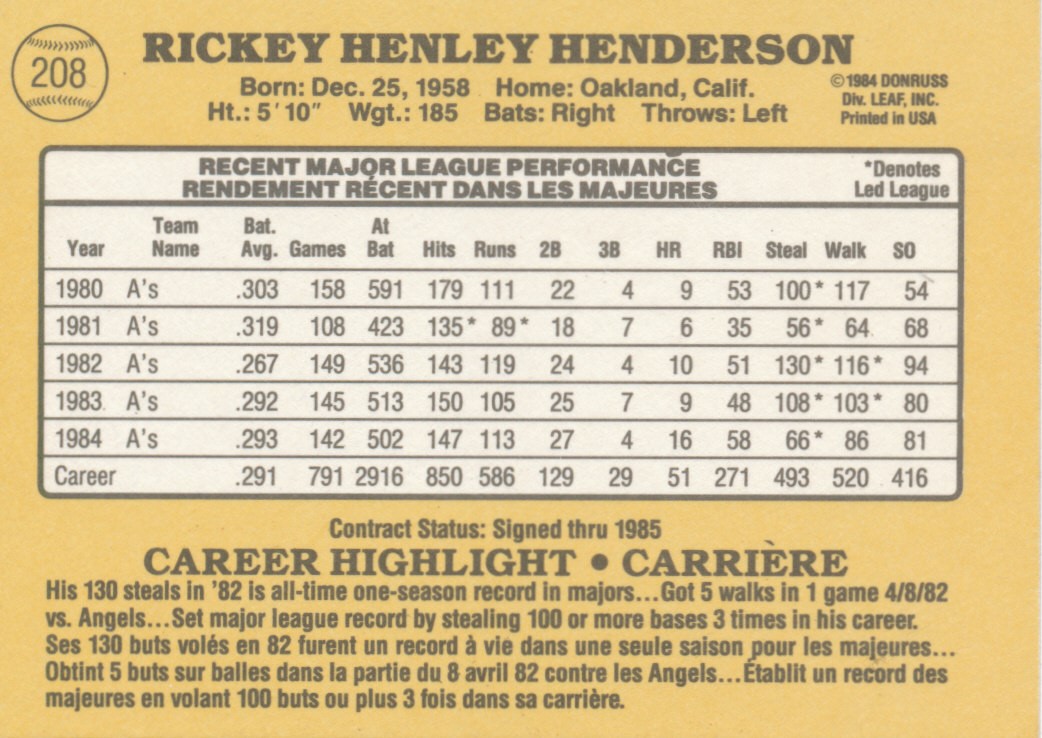 208
RICKEY HENLEY HENDERSON
Born: Dec. 25, 1958 Home: Oakland, Calif.
Ht.: 5'10" Wgt.: 185 Bats: Right Throws: Left
©1984 DONRUSS
Div. LEAF, INC.
Printed in USA
RECENT MAJOR LEAGUE PERFORMANCE
RENDEMENT RÉCENT DANS LES MAJEURES
*Denotes
Led League
Year Team Name Bat. Avg. Games At Bat Hits Runs 2B 3B HR RBI Steal Walk SO
1980 A's .303 158 591 179 111 22 4 9 53 100* 117 54
1981 A's .319 108 423 135* 89* 18 7 6 35 56* 64 68
1982 A's .267 149 536 143 119 24 4 10 51 130* 116* 94
1983 A's .292 145 513 150 105 25 7 9 48 108* 103* 80
1984 A's .293 142 502 147 113 27 4 16 58 66* 86 81
Career .291 791 2916 850 586 129 29 51 271 493 520 416
Contract Status: Signed thru 1985
CAREER HIGHLIGHT • CARRIÈRE
His 130 steals in '82 is all-time one-season record in majors...Got 5 walks in 1 game 4/8/82
vs. Angels...Set major league record by stealing 100 or more bases 3 times in his career.
Ses 130 buts volés en 82 furent un record à vie dans une seule saison pour les majeures...
Obtint 5 buts sur balles dans la partie du 8 avril 82 contre les Angels...Établit un record des
majeures en volant 100 buts ou plus 3 fois dans sa carrière.